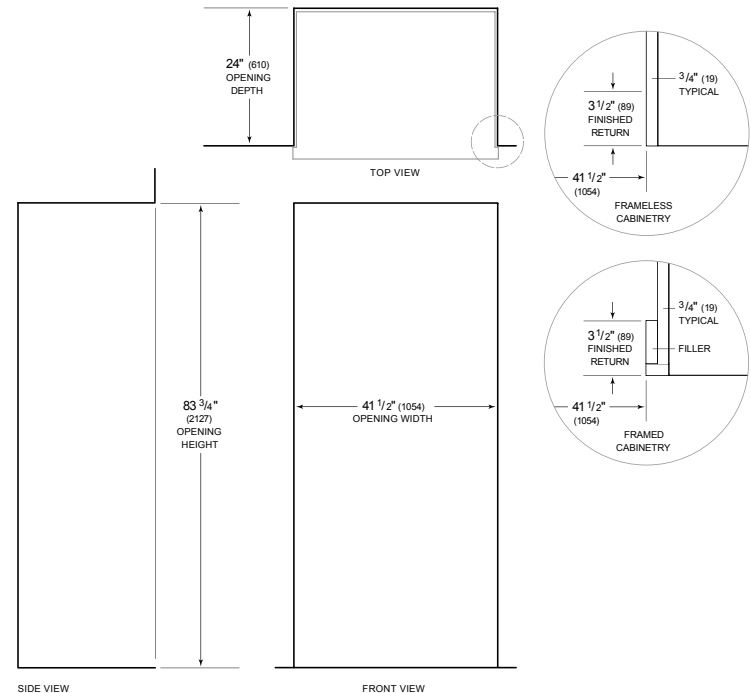 24" (610)
OPENING
DEPTH
TOP VIEW
3/4" (19)
TYPICAL
3 1/2" (89)
FINISHED
RETURN
41 1/2"
(1054)
FRAMELESS
CABINETRY
3/4" (19)
TYPICAL
3 1/2" (89)
FINISHED
RETURN
FILLER
41 1/2"
(1054)
FRAMED
CABINETRY
83 3/4"
(2127)
OPENING
HEIGHT
41 1/2" (1054)
OPENING WIDTH
SIDE VIEW
FRONT VIEW